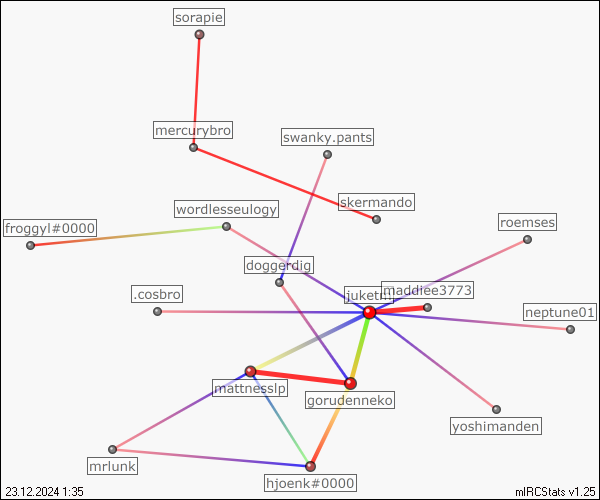 sorapie
mercurybro
swanky.pants
skermando
wordlesseulogy
froggyl#0000
roemses
doggerdig
maddiee3773
.cosbro
neptune01
mattnesslp
gorudenneko
yoshimanden
mrlunk
hjoenk#0000
23.12.2024 1:35
mIRCStats v1.25